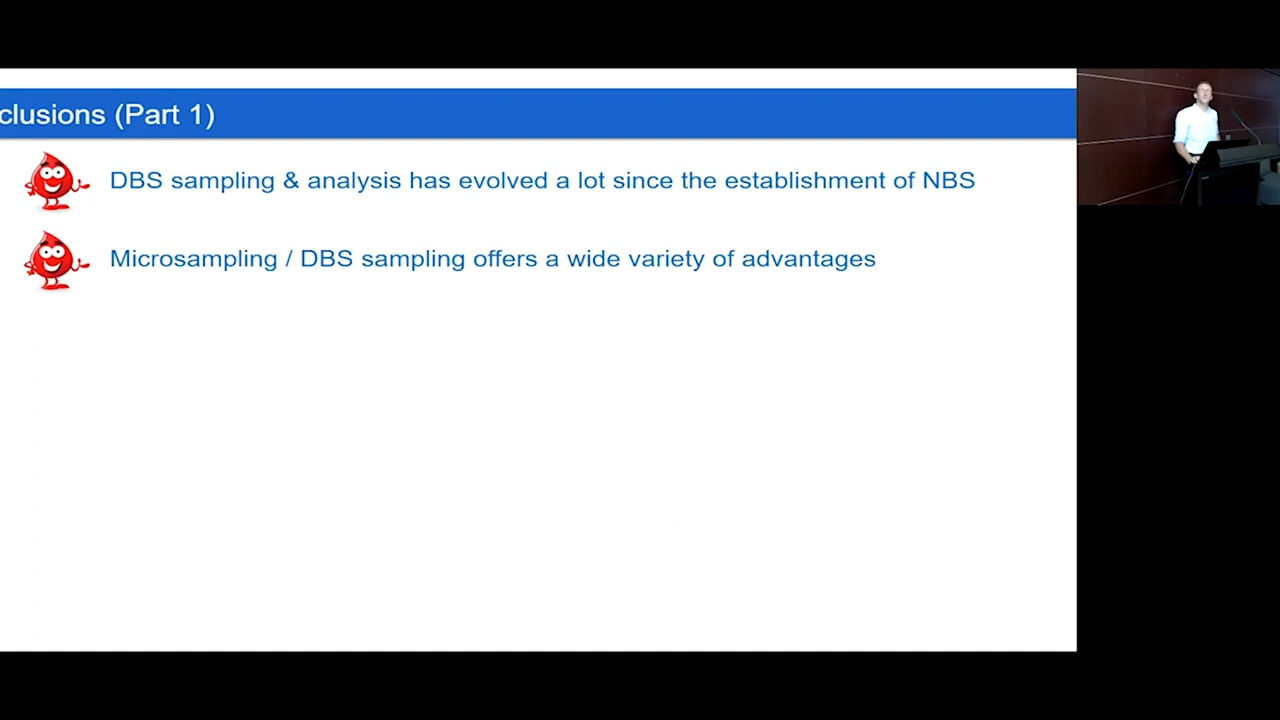 clusions (Part 1)
DBS sampling & analysis has evolved a lot since the establishment of NBS
Microsampling / DBS sampling offers a wide variety of advantages